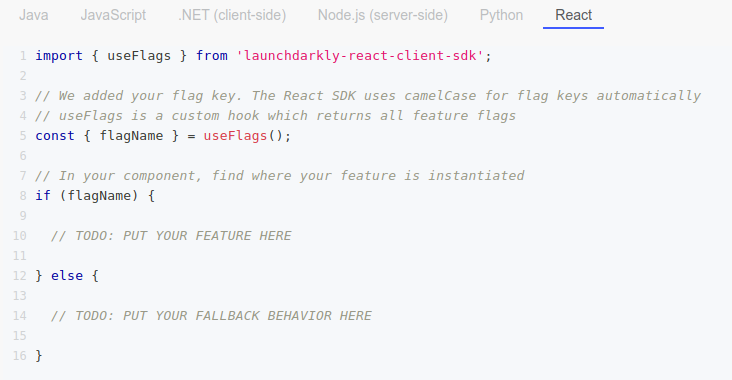 Java JavaScript .NET (client-side) Node.js (server-side) Python React
1 import { useFlags } from 'launchdarkly-react-client-sdk';
2
3 // We added your flag key. The React SDK uses camelCase for flag keys automatically
4 // useFlags is a custom hook which returns all feature flags
5 const { flagName } = useFlags();
6
7 // In your component, find where your feature is instantiated
8 if (flagName) {
9
10   // TODO: PUT YOUR FEATURE HERE
11
12 } else {
13
14   // TODO: PUT YOUR FALLBACK BEHAVIOR HERE
15
16 }